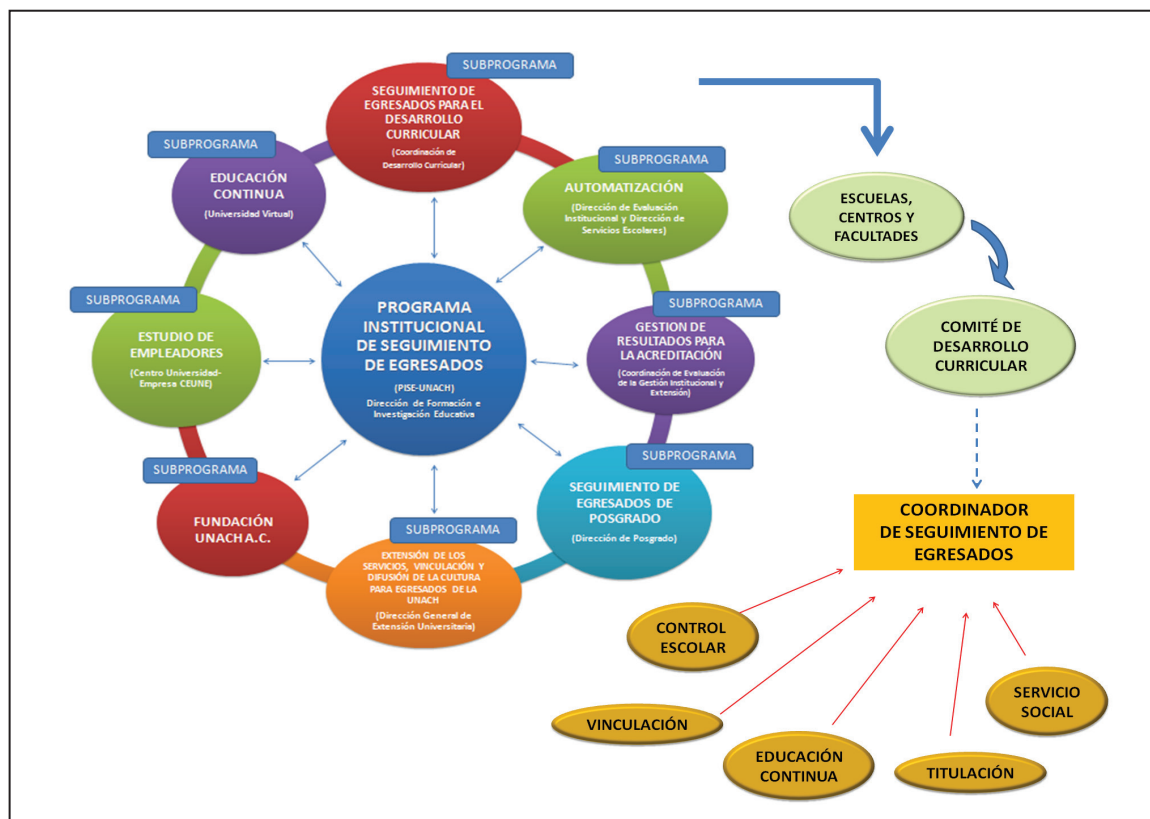 SUBPROGRAMA
SEGUIMIENTO DE
EGRESADOS PARA EL
DESARROLLO
CURRICULAR
(Coordinación de
Desarrollo Curricular)
SUBPROGRAMA
AUTOMATIZACIÓN
(Dirección de Evaluación
Institucional y Dirección de
Servicios Escolares)
SUBPROGRAMA
GESTION DE
RESULTADOS PARA
LA ACREDITACIÓN
(Coordinación de Evaluación
de la Gestión Institucional y
Extensión)
SUBPROGRAMA
SEGUIMIENTO DE
EGRESADOS DE
POSGRADO
(Dirección de Posgrado)
SUBPROGRAMA
EXTENSIÓN DE LOS
SERVICIOS, VINCULACIÓN Y
DIFUSIÓN DE LA CULTURA
PARA EGRESADOS DE LA
UNACH
(Dirección General de
Extensión Universitaria)
SUBPROGRAMA
FUNDACIÓN
UNACH A.C.
SUBPROGRAMA
ESTUDIO DE
EMPLEADORES
(Centro Universidad-
Empresa CEUNE)
SUBPROGRAMA
EDUCACIÓN
CONTINUA
(Universidad Virtual)
PROGRAMA
INSTITUCIONAL
DE SEGUIMIENTO
DE EGRESADOS
(PISE-UNACH)
Dirección de Formación e
Investigación Educativa
ESCUELAS,
CENTROS Y
FACULTADES
COMITÉ DE
DESARROLLO
CURRICULAR
COORDINADOR
DE SEGUIMIENTO DE
EGRESADOS
CONTROL
ESCOLAR
VINCULACIÓN
EDUCACIÓN
CONTINUA
TITULACIÓN
SERVICIO
SOCIAL